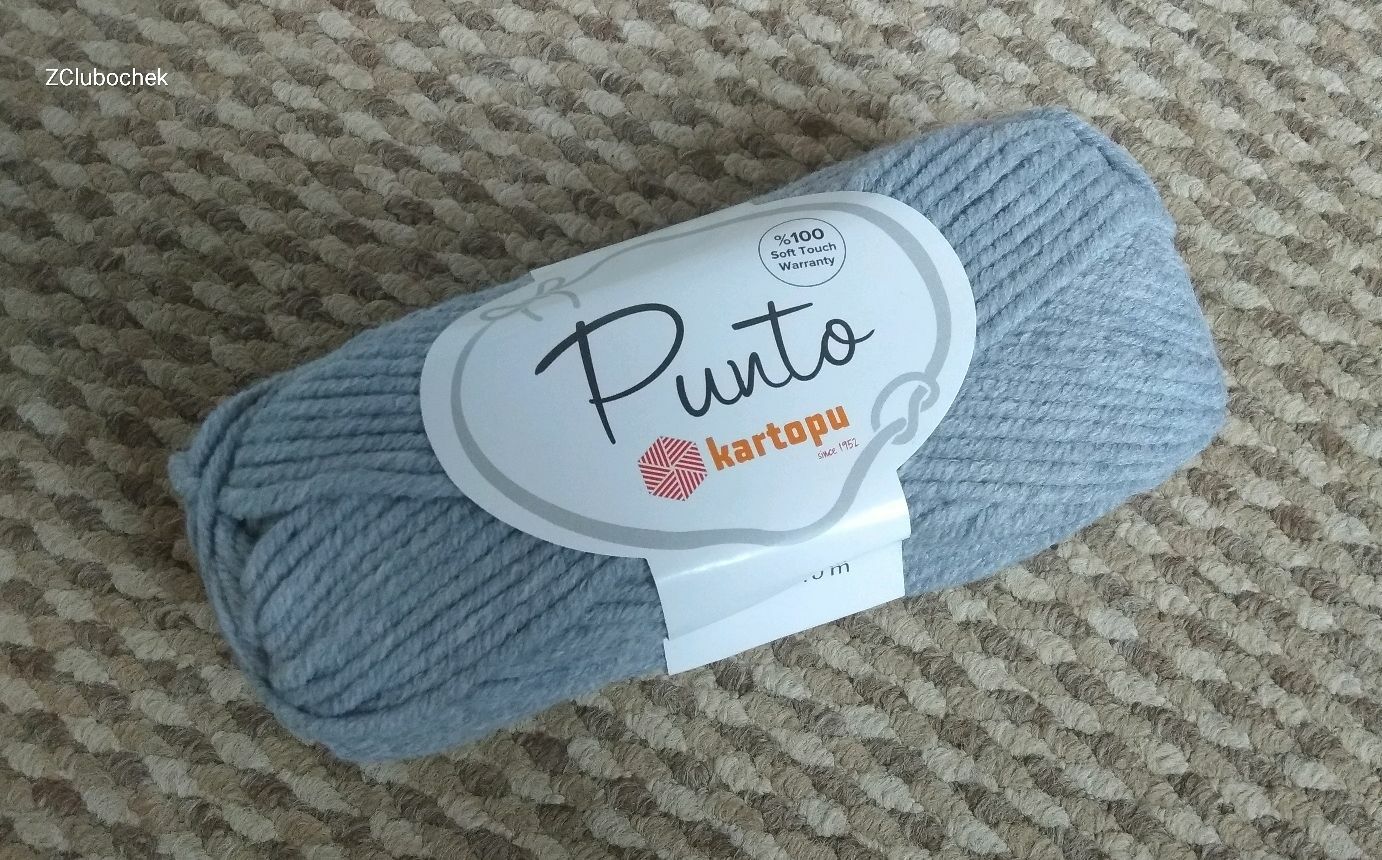 ZClubochek
%100
Soft Touch
Warranty
Punto
kartopu
since 1952
m